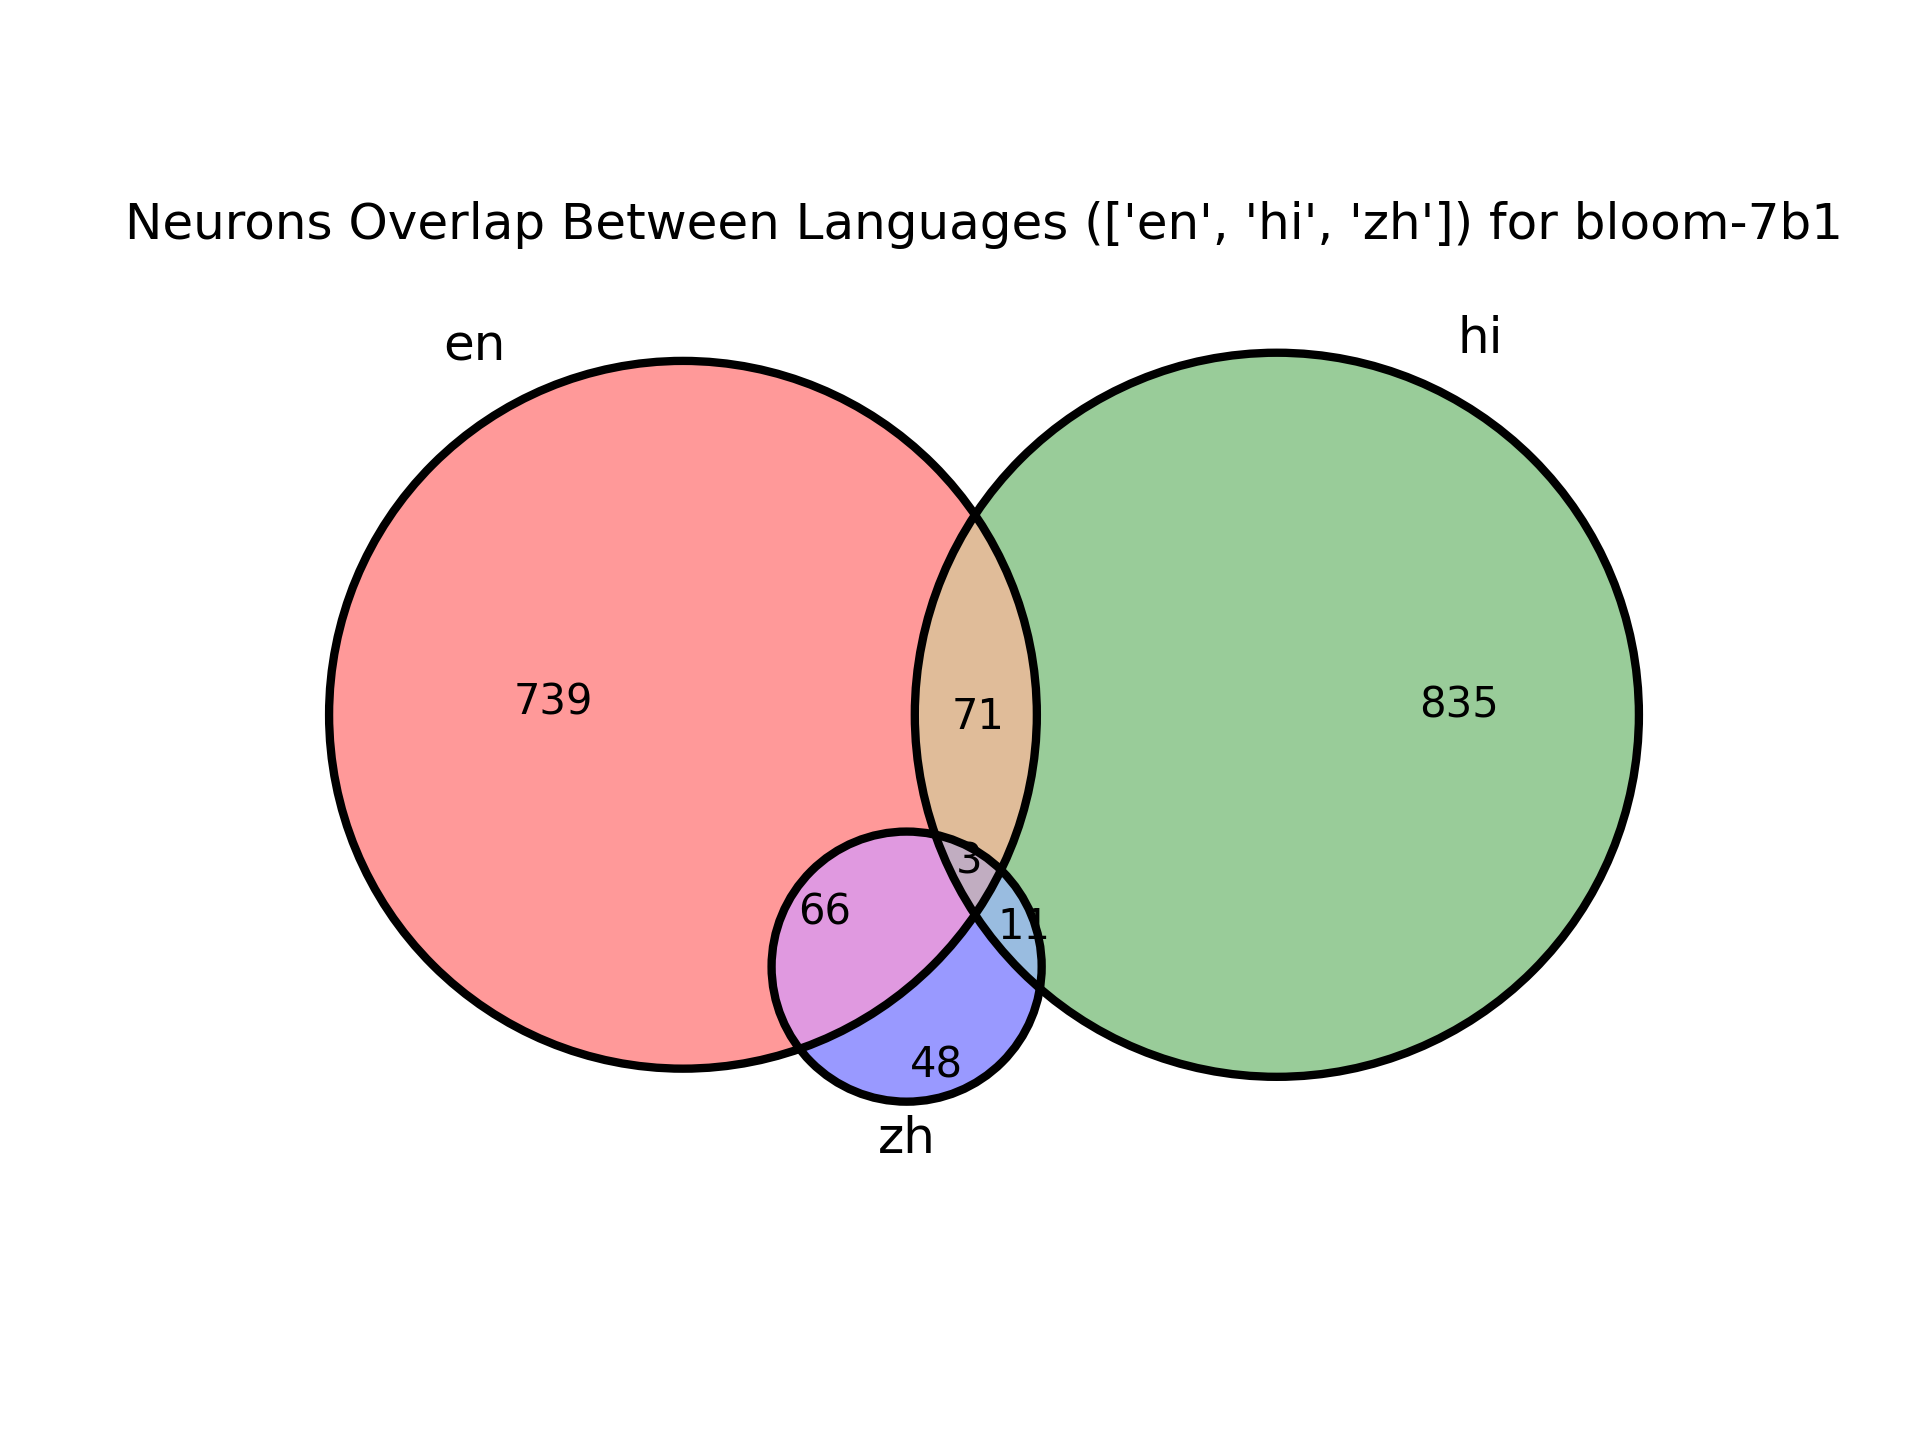 Neurons Overlap Between Languages (['en', 'hi', 'zh']) for bloom-7b1
en
hi
739
71
835
3
66
11
48
zh